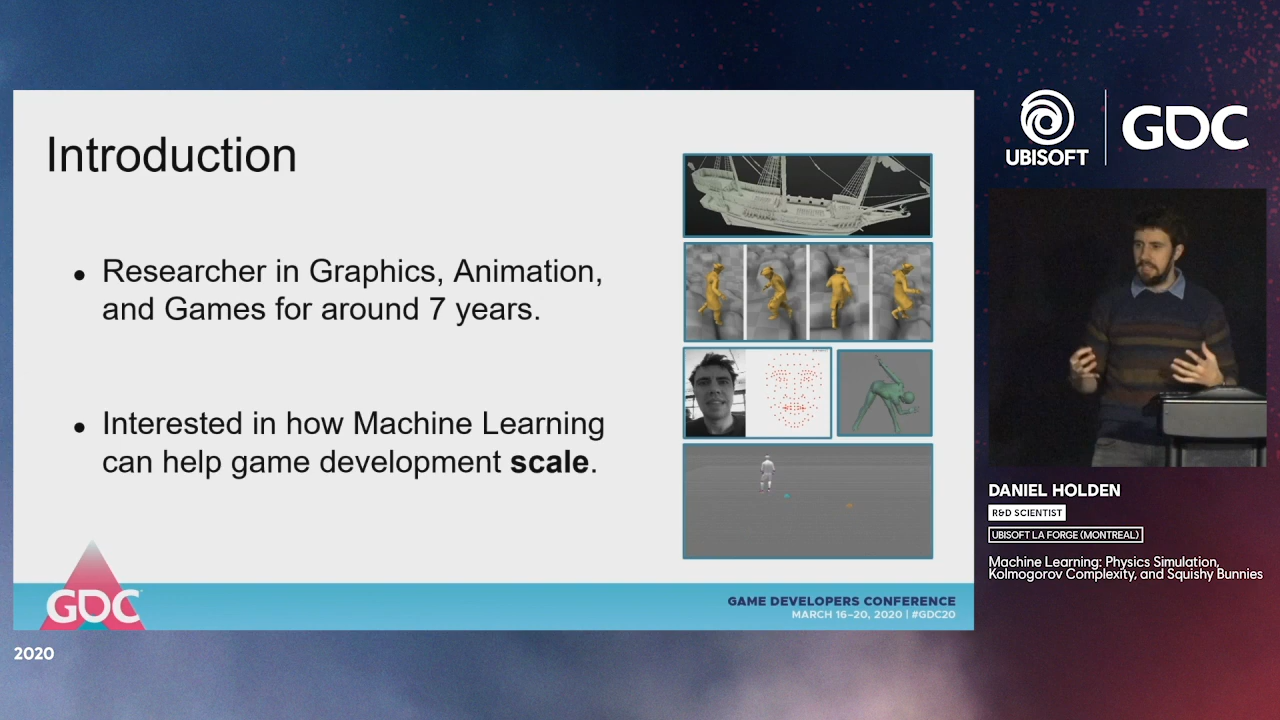 Introduction
● Researcher in Graphics, Animation,
and Games for around 7 years.
● Interested in how Machine Learning
can help game development scale.
GDC
GAME DEVELOPERS CONFERENCE
MARCH 16–20, 2020 | #GDC20
2020
UBISOFT
GDC
DANIEL HOLDEN
R&D SCIENTIST
UBISOFT LA FORGE (MONTREAL)
Machine Learning: Physics Simulation,
Kolmogorov Complexity, and Squishy Bunnies